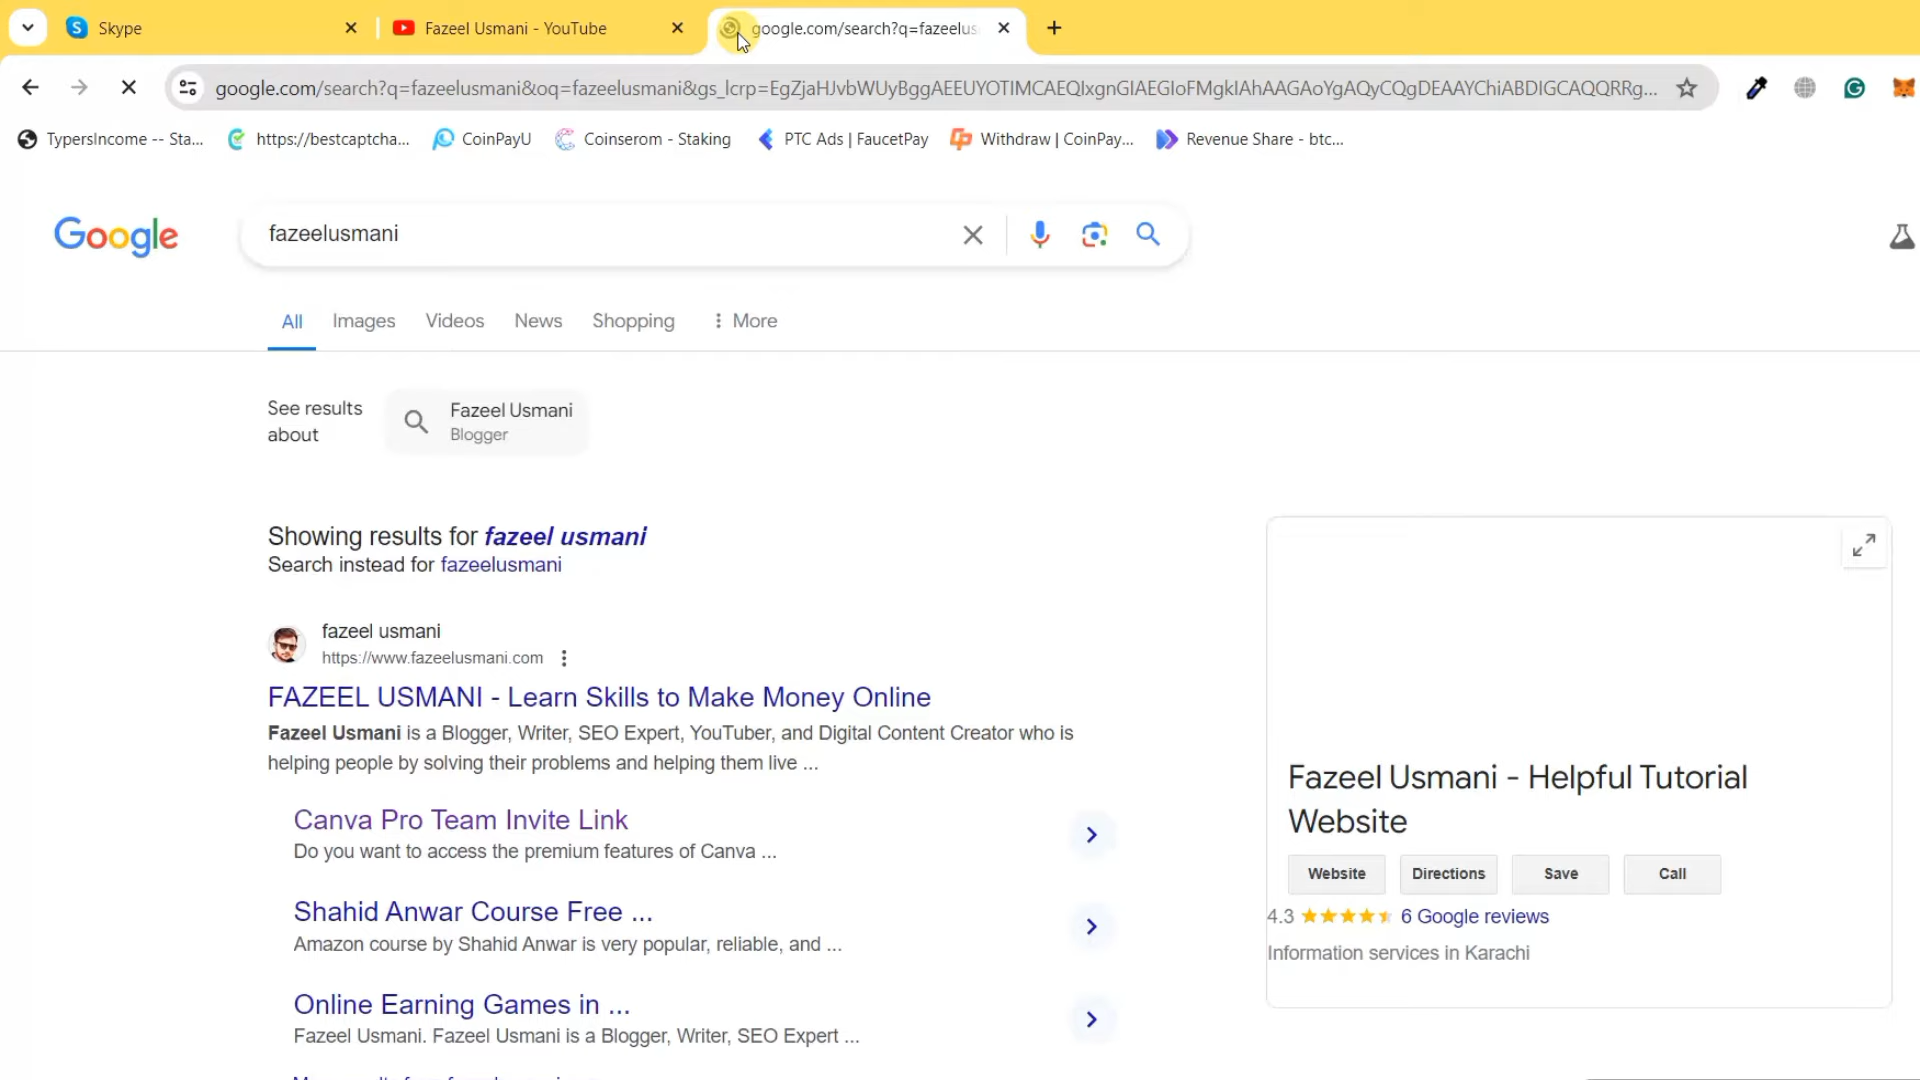 Skype
Fazeel Usmani - YouTube
google.com/search?q=fazeelus
google.com/search?q=fazeelusmani&oq=fazeelusmani&gs_lcrp=EgZjaHJvbWUyBggAEEUYOTIMCAEQIxgnGIAEGIoFMgkIAhAAGAoYgAQyCQgDEAAYChiABDIGCAQQRRg...
TypersIncome -- Sta...
https://bestcaptcha...
CoinPayU
Coinserom - Staking
PTC Ads | FaucetPay
Withdraw | CoinPay...
Revenue Share - btc...
Google
fazeelusmani
All
Images
Videos
News
Shopping
More
See results
about
Fazeel Usmani
Blogger
Showing results for fazeel usmani
Search instead for fazeelusmani
fazeel usmani
https://www.fazeelusmani.com
FAZEEL USMANI - Learn Skills to Make Money Online
Fazeel Usmani is a Blogger, Writer, SEO Expert, YouTuber, and Digital Content Creator who is
helping people by solving their problems and helping them live ...
Canva Pro Team Invite Link
Do you want to access the premium features of Canva ...
Shahid Anwar Course Free ...
Amazon course by Shahid Anwar is very popular, reliable, and ...
Online Earning Games in ...
Fazeel Usmani. Fazeel Usmani is a Blogger, Writer, SEO Expert ...
Fazeel Usmani - Helpful Tutorial
Website
Website
Directions
Save
Call
4.3
6 Google reviews
Information services in Karachi